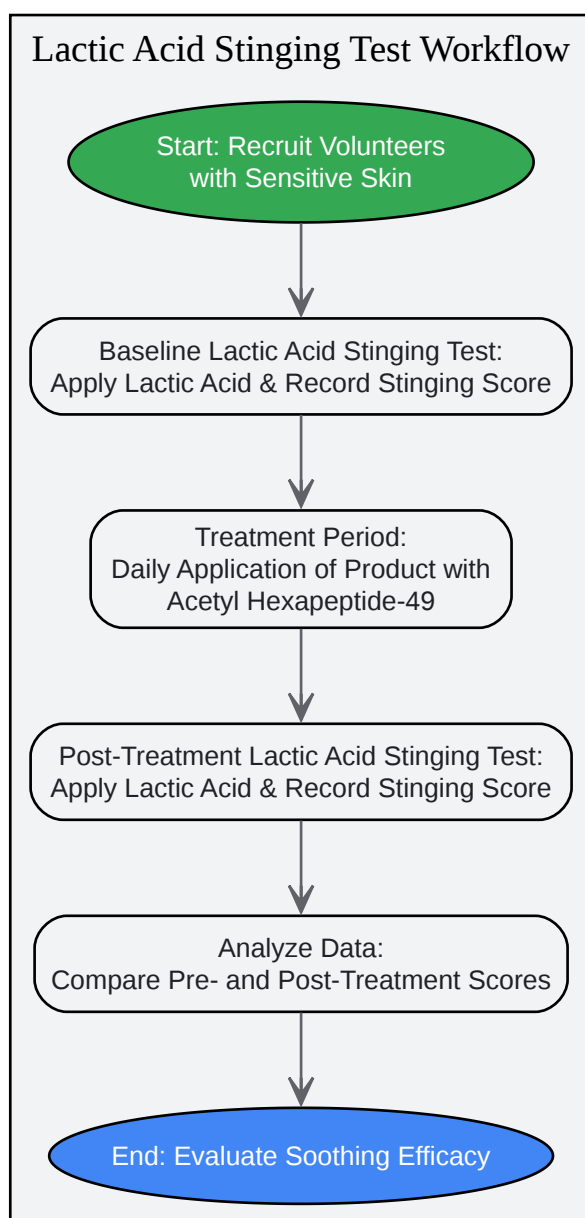 Lactic Acid Stinging Test Workflow
Start: Recruit Volunteers
with Sensitive Skin
Baseline Lactic Acid Stinging Test:
Apply Lactic Acid & Record Stinging Score
Treatment Period:
Daily Application of Product with
Acetyl Hexapeptide-49
Post-Treatment Lactic Acid Stinging Test:
Apply Lactic Acid & Record Stinging Score
Analyze Data:
Compare Pre- and Post-Treatment Scores
End: Evaluate Soothing Efficacy